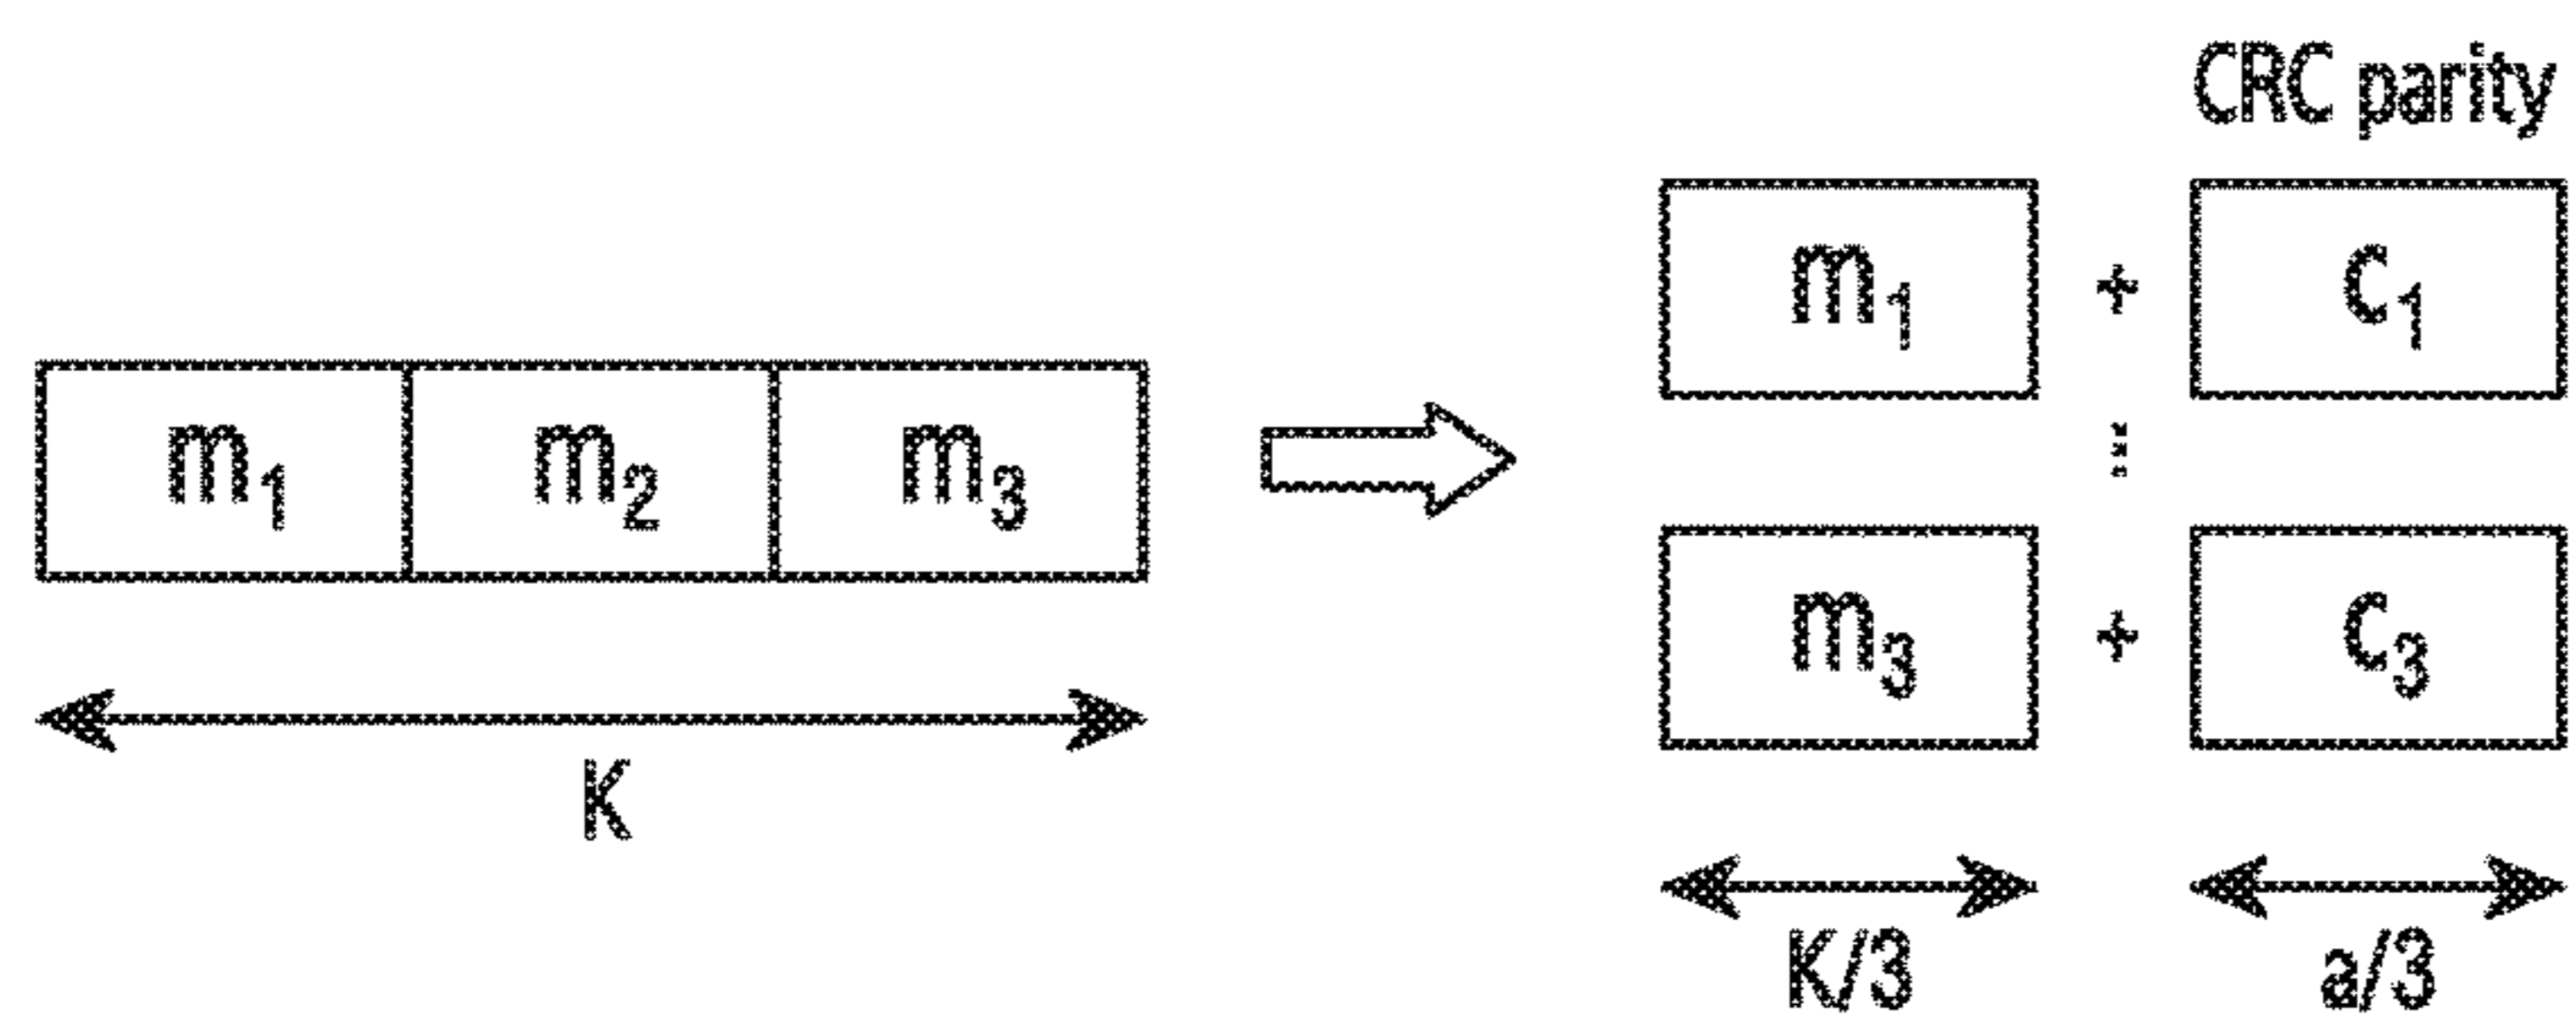 CRC parity
m1 + c1
m1 m2 m3
⋮
m3 + c3
K
K/3 a/3